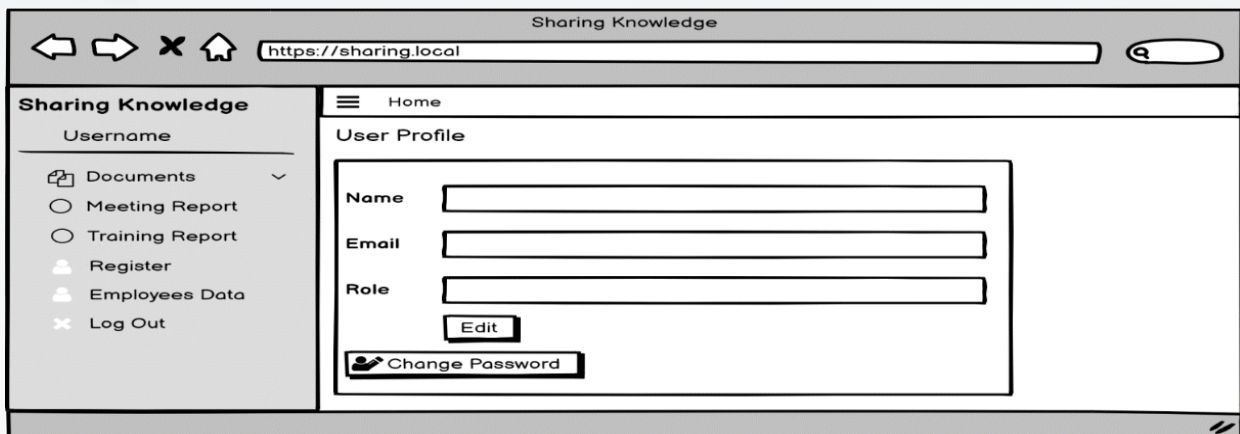 Sharing Knowledge
https://sharing.local
Sharing Knowledge
Username
Documents
Meeting Report
Training Report
Register
Employees Data
Log Out
Home
User Profile
Name
Email
Role
Edit
Change Password